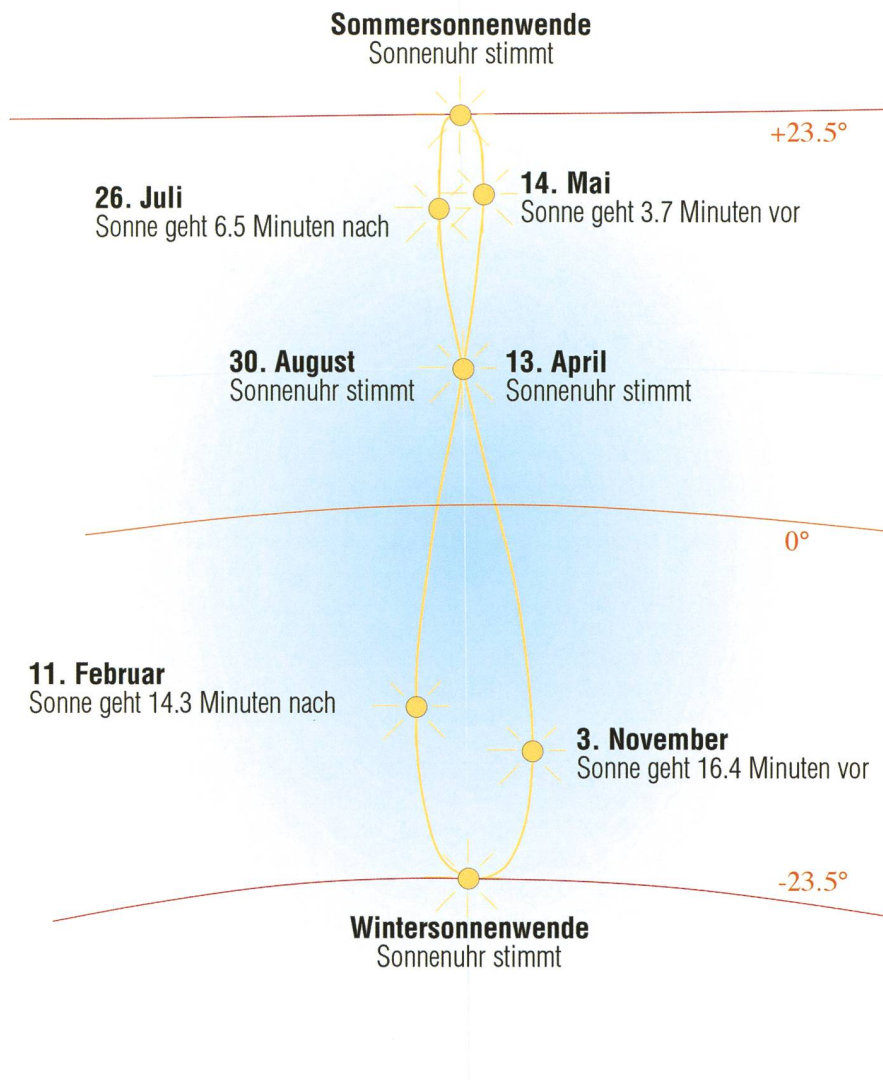 Sommersonnenwende
Sonnenuhr stimmt
+23.5°
26. Juli
Sonne geht 6.5 Minuten nach
14. Mai
Sonne geht 3.7 Minuten vor
30. August
Sonnenuhr stimmt
13. April
Sonnenuhr stimmt
0°
11. Februar
Sonne geht 14.3 Minuten nach
3. November
Sonne geht 16.4 Minuten vor
-23.5°
Wintersonnenwende
Sonnenuhr stimmt